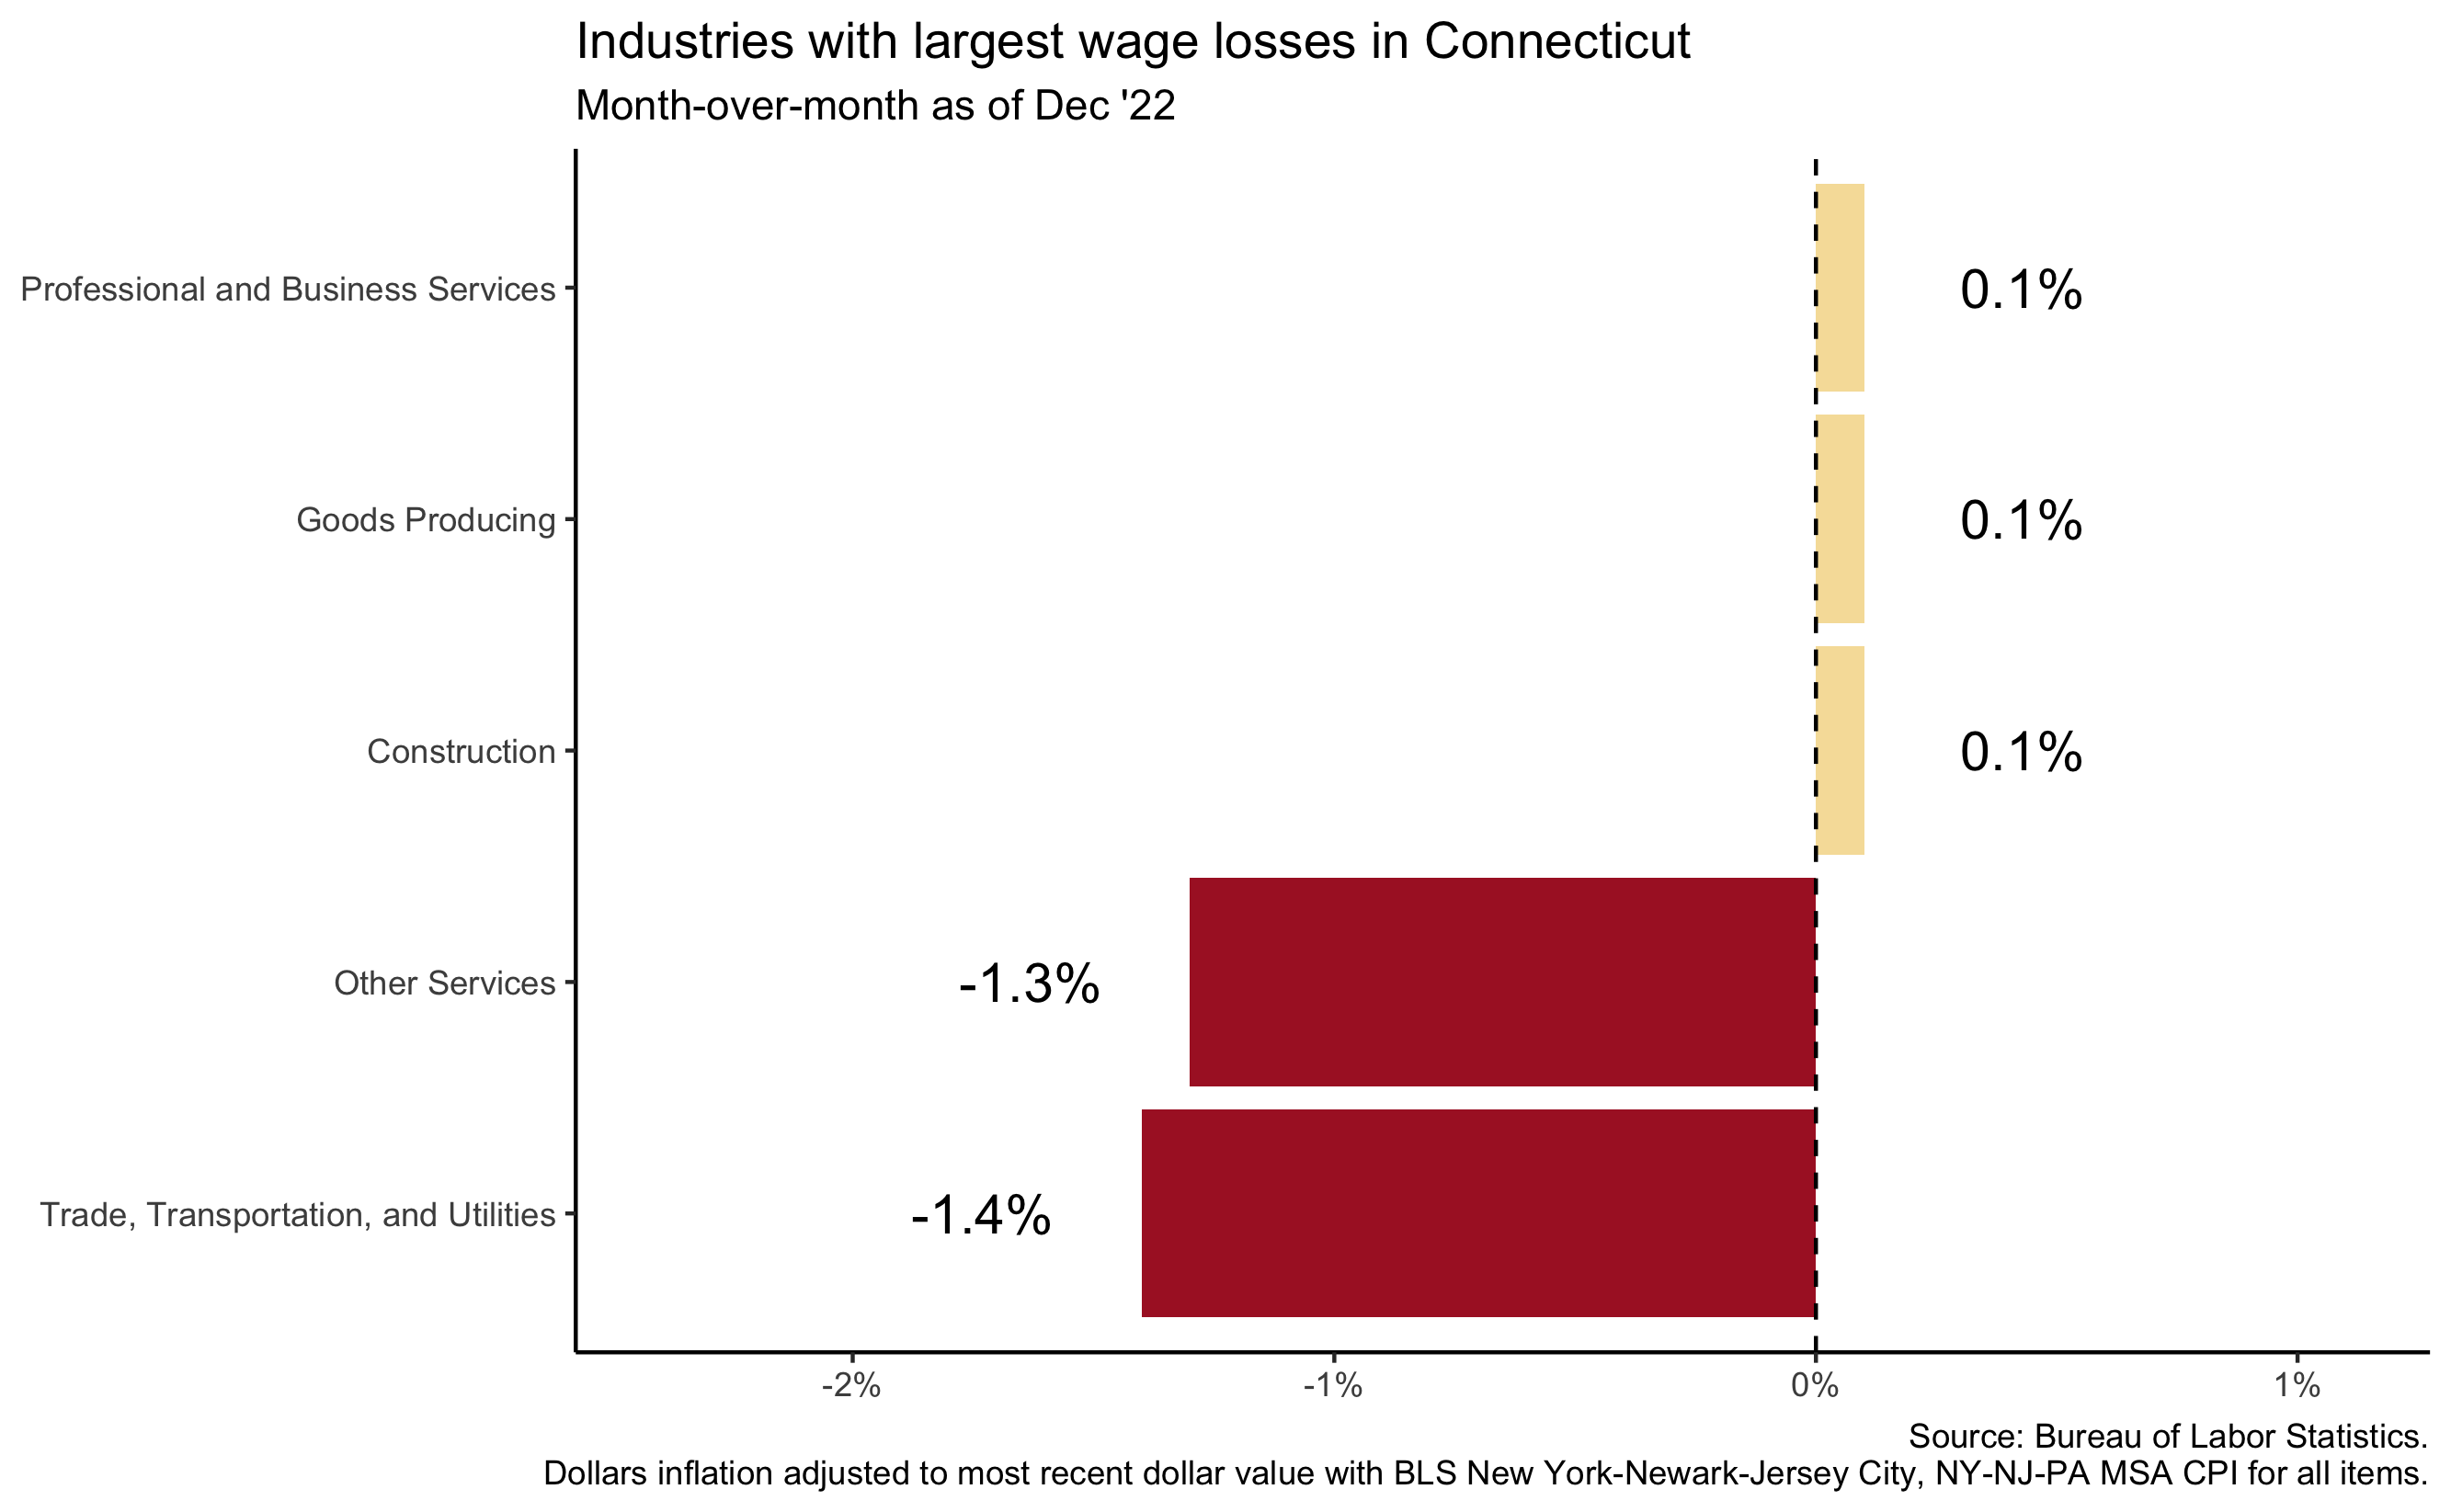 Industries with largest wage losses in Connecticut
Month-over-month as of Dec '22
Professional and Business Services
0.1%
Goods Producing
0.1%
Construction
0.1%
Other Services
-1.3%
Trade, Transportation, and Utilities
-1.4%
-2%
-1%
0%
1%
Source: Bureau of Labor Statistics.
Dollars inflation adjusted to most recent dollar value with BLS New York-Newark-Jersey City, NY-NJ-PA MSA CPI for all items.